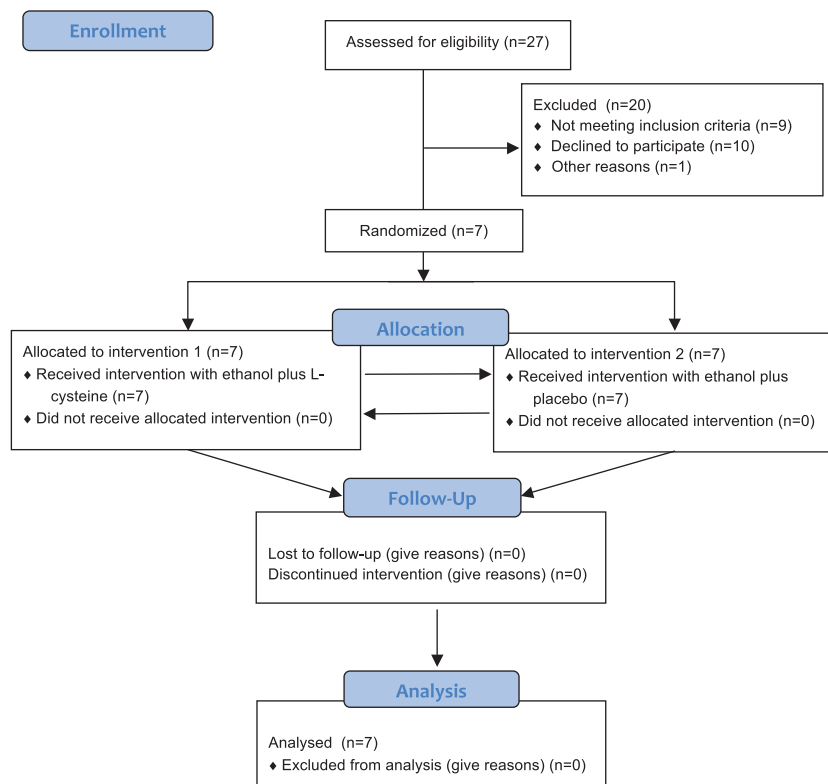 Enrollment
Assessed for eligibility (n=27)
Excluded (n=20)
♦ Not meeting inclusion criteria (n=9)
♦ Declined to participate (n=10)
♦ Other reasons (n=1)
Randomized (n=7)
Allocation
Allocated to intervention 1 (n=7)
♦ Received intervention with ethanol plus L-
cysteine (n=7)
♦ Did not receive allocated intervention (n=0)
Allocated to intervention 2 (n=7)
♦ Received intervention with ethanol plus
placebo (n=7)
♦ Did not receive allocated intervention (n=0)
Follow-Up
Lost to follow-up (give reasons) (n=0)
Discontinued intervention (give reasons) (n=0)
Analysis
Analysed (n=7)
♦ Excluded from analysis (give reasons) (n=0)